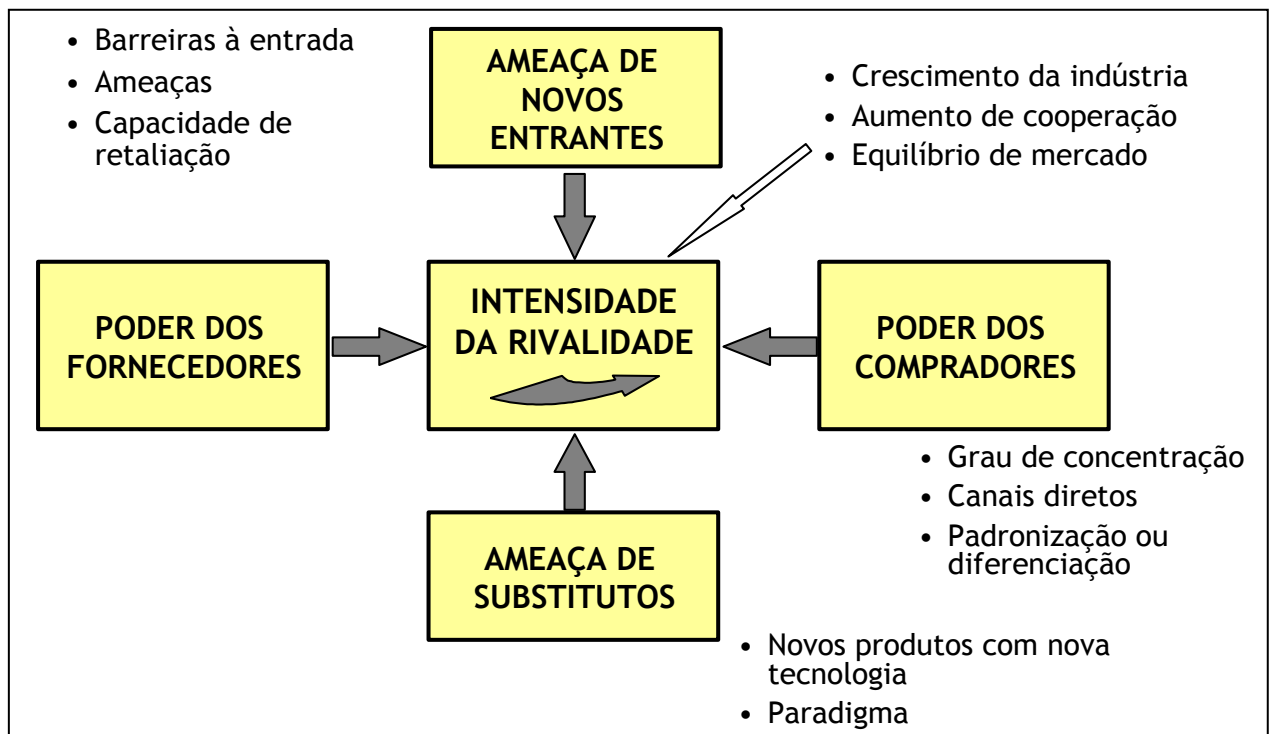 • Barreiras à entrada
• Ameaças
• Capacidade de
retaliação
AMEAÇA DE
NOVOS
ENTRANTES
• Crescimento da indústria
• Aumento de cooperação
• Equilíbrio de mercado
PODER DOS
FORNECEDORES
INTENSIDADE
DA RIVALIDADE
PODER DOS
COMPRADORES
• Grau de concentração
• Canais diretos
• Padronização ou
diferenciação
AMEAÇA DE
SUBSTITUTOS
• Novos produtos com nova
tecnologia
• Paradigma